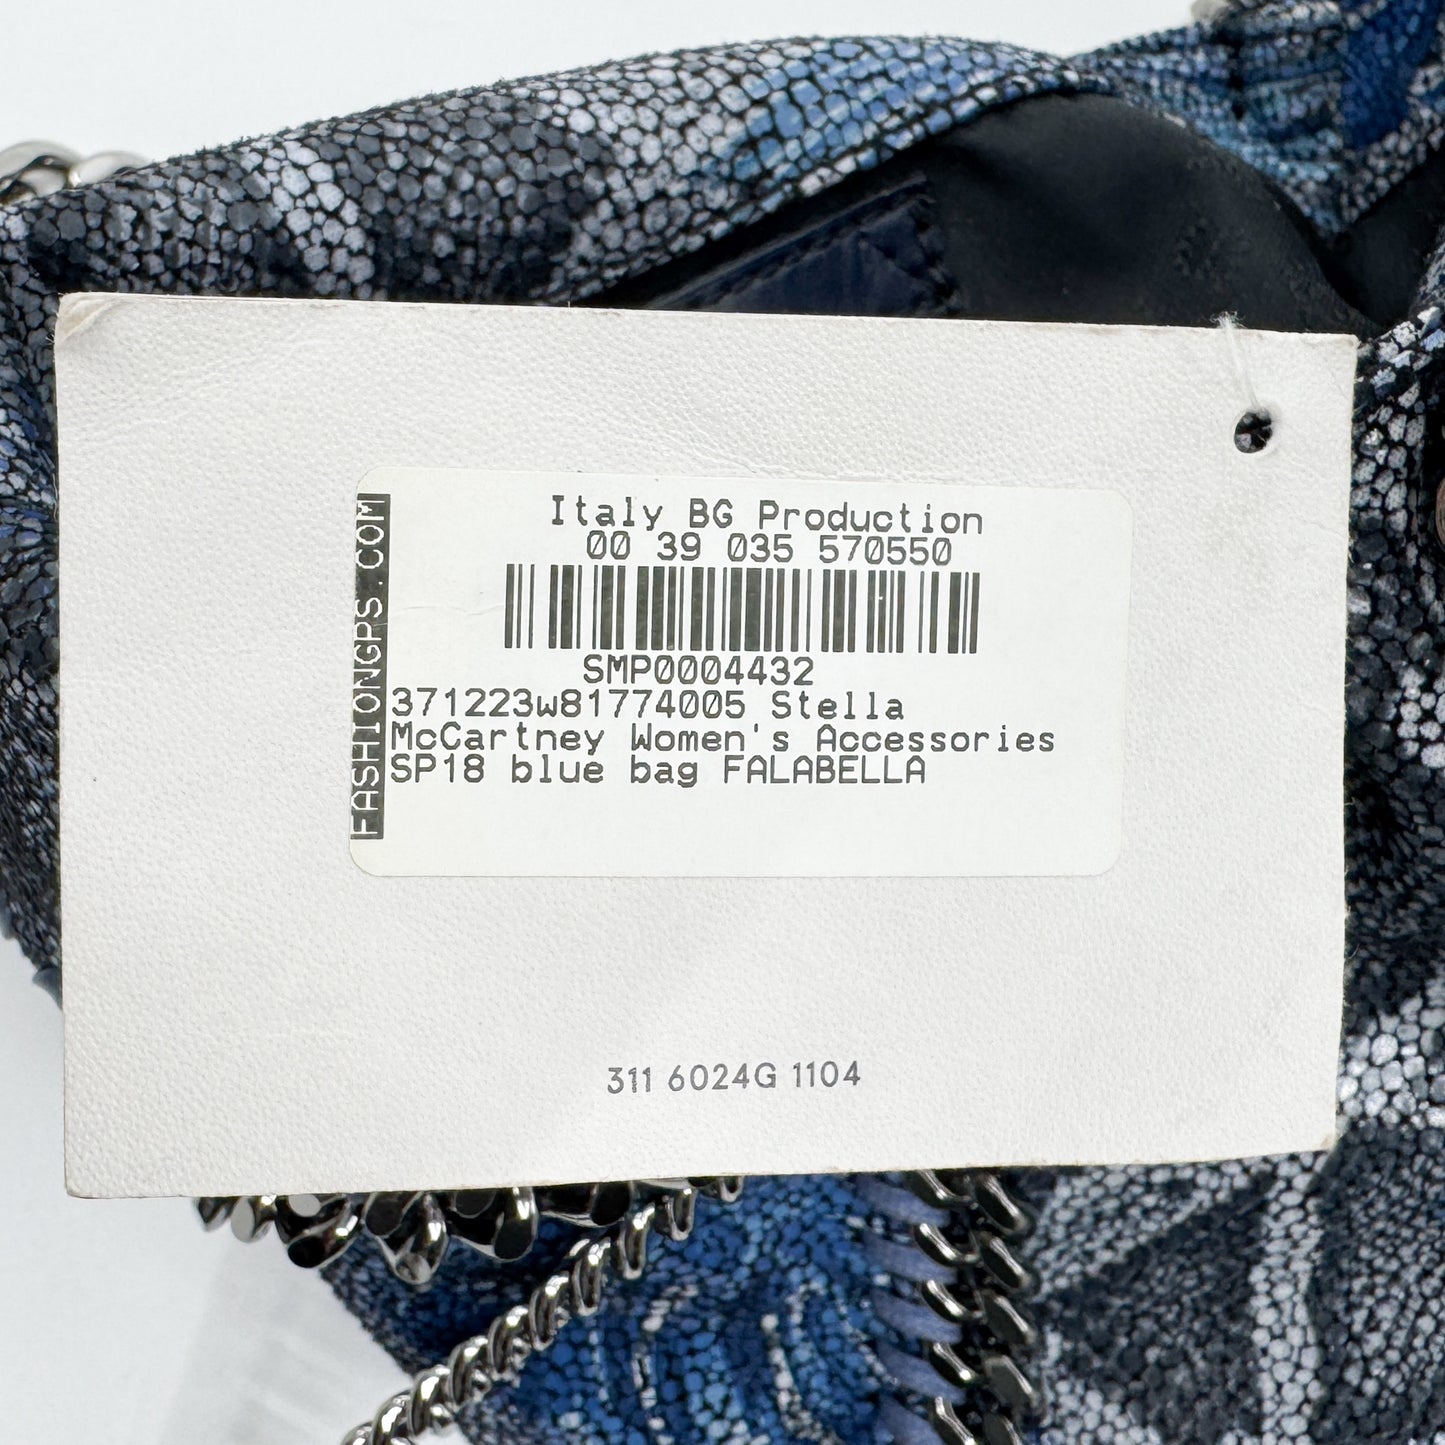 FASHIONGPS.COM
Italy BG Production
00 39 035 570550
SMP0004432
371223w81774005 Stella
McCartney Women's Accessories
SP18 blue bag FALABELLA
311 6024G 1104